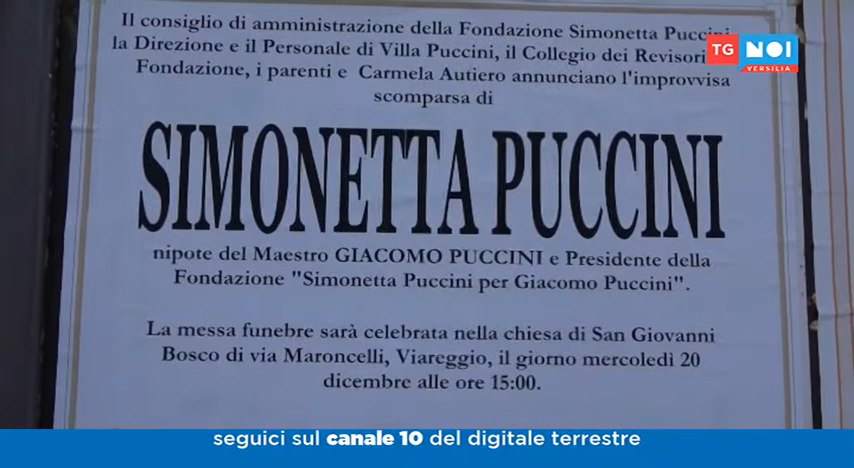 Il consiglio di amministrazione della Fondazione Simonetta Puccini,
la Direzione e il Personale di Villa Puccini, il Collegio dei Revisori
Fondazione, i parenti e Carmela Autiero annunciano l'improvvisa
scomparsa di
SIMONETTA PUCCINI
nipote del Maestro GIACOMO PUCCINI e Presidente della
Fondazione "Simonetta Puccini per Giacomo Puccini".
La messa funebre sarà celebrata nella chiesa di San Giovanni
Bosco di via Maroncelli, Viareggio, il giorno mercoledì 20
dicembre alle ore 15:00.
TG NOI
VERSILIA
seguici sul canale 10 del digitale terrestre